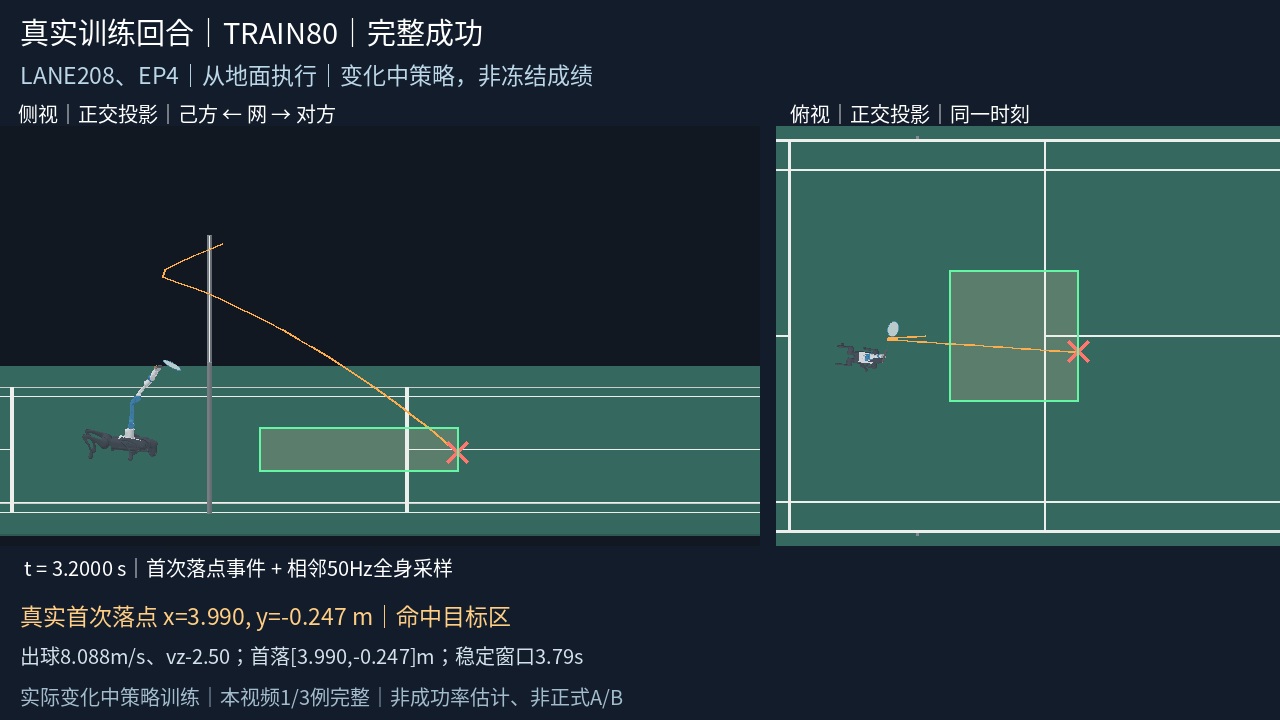 真实训练回合｜TRAIN80｜完整成功
LANE208、EP4｜从地面执行｜变化中策略，非冻结成绩
侧视｜正交投影｜己方 ← 网 → 对方
俯视｜正交投影｜同一时刻
t = 3.2000 s｜首次落点事件 + 相邻50Hz全身采样
真实首次落点 x=3.990, y=-0.247 m｜命中目标区
出球8.088m/s、vz-2.50；首落[3.990,-0.247]m；稳定窗口3.79s
实际变化中策略训练｜本视频1/3例完整｜非成功率估计、非正式A/B